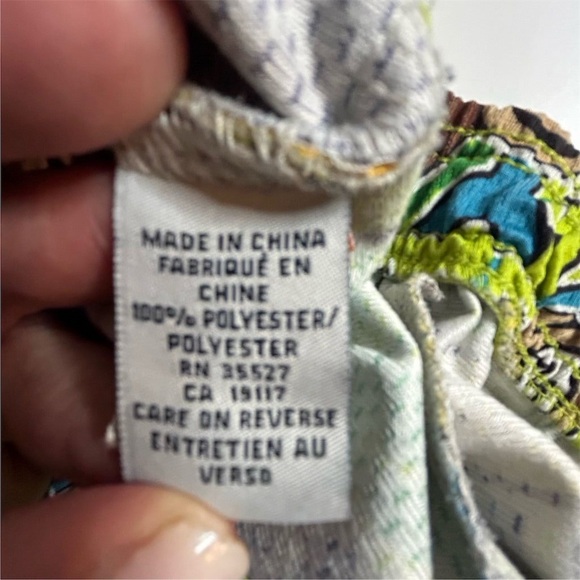 MADE IN CHINA
FABRIQUÉ EN
CHINE
100% POLYESTER/
POLYESTER
RN 35527
CA 19117
CARE ON REVERSE
ENTRETIEN AU
VERSO